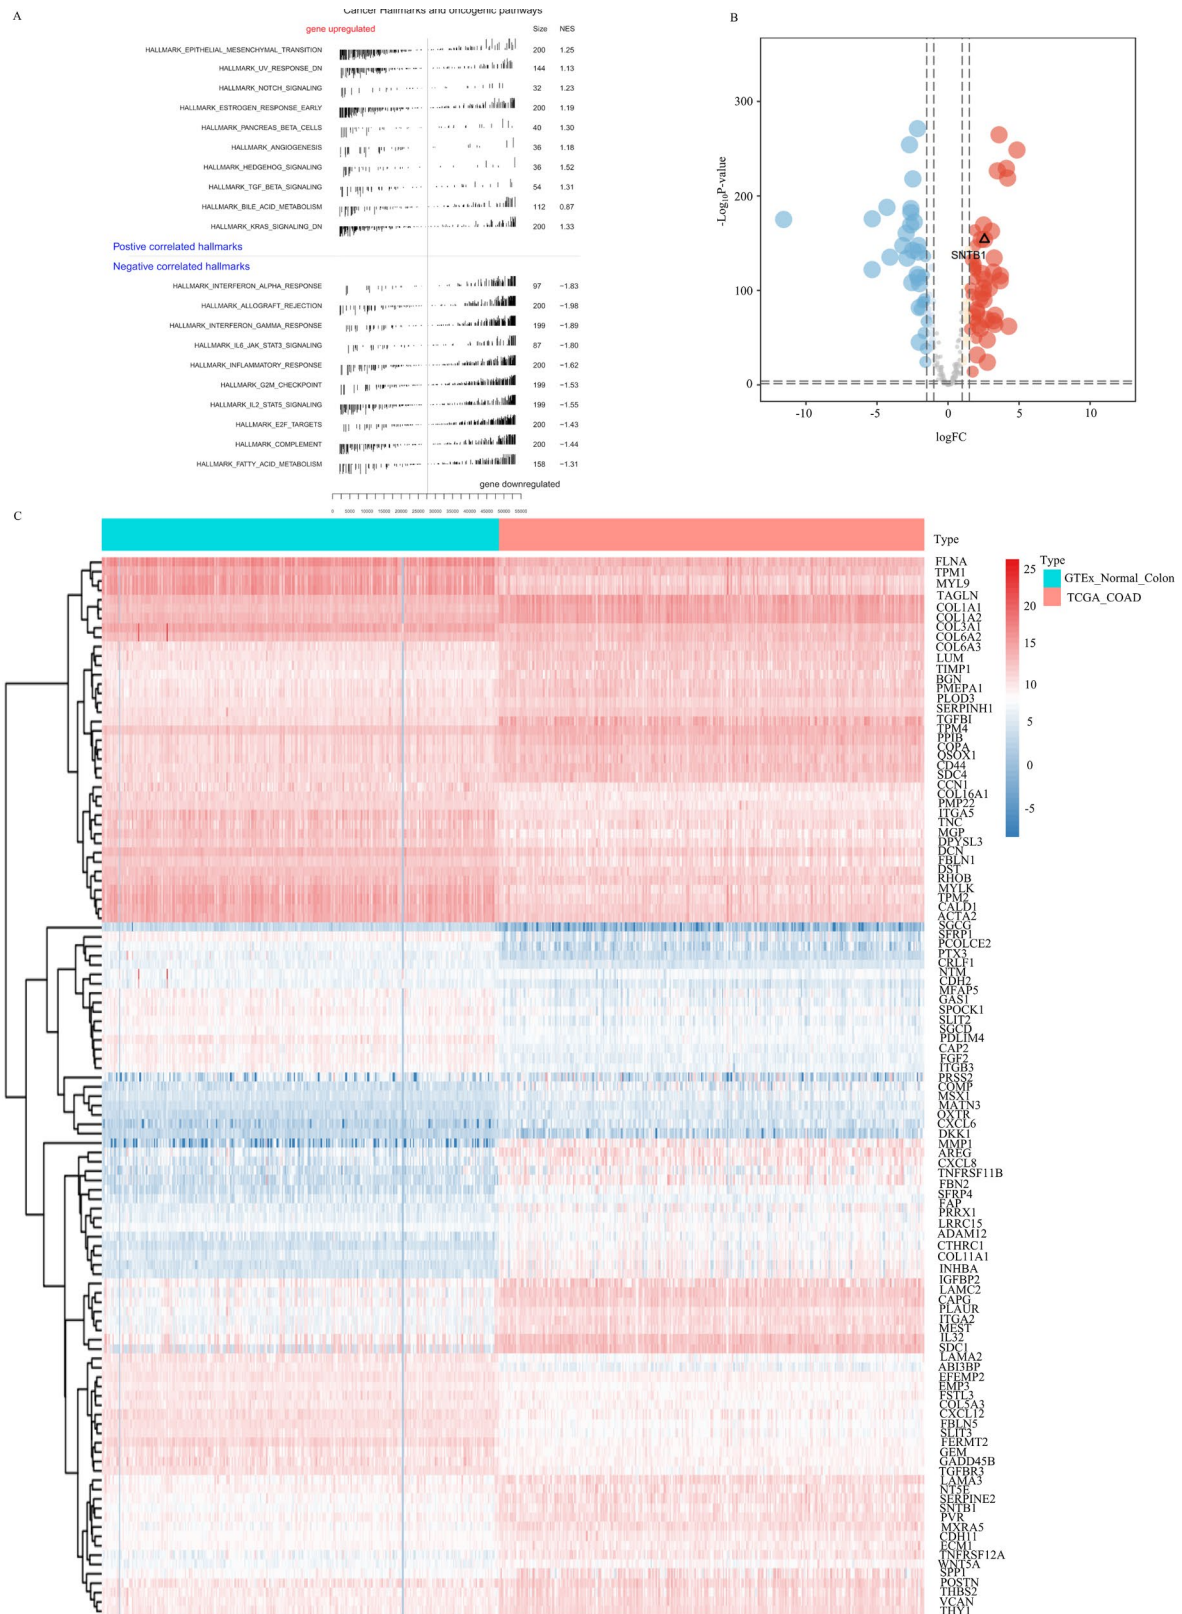 A
Cancer Hallmarks and oncogenic pathways
gene upregulated Size NES
HALLMARK_EPITHELIAL_MESENCHYMAL_TRANSITION 200 1.25
HALLMARK_UV_RESPONSE_DN 144 1.13
HALLMARK_NOTCH_SIGNALING 32 1.23
HALLMARK_ESTROGEN_RESPONSE_EARLY 200 1.19
HALLMARK_PANCREAS_BETA_CELLS 40 1.30
HALLMARK_ANGIOGENESIS 36 1.18
HALLMARK_HEDGEHOG_SIGNALING 36 1.52
HALLMARK_TGF_BETA_SIGNALING 54 1.31
HALLMARK_BILE_ACID_METABOLISM 112 0.87
HALLMARK_KRAS_SIGNALING_DN 200 1.33
Postive correlated hallmarks
Negative correlated hallmarks
HALLMARK_INTERFERON_ALPHA_RESPONSE 97 −1.83
HALLMARK_ALLOGRAFT_REJECTION 200 −1.98
HALLMARK_INTERFERON_GAMMA_RESPONSE 199 −1.89
HALLMARK_IL6_JAK_STAT3_SIGNALING 87 −1.80
HALLMARK_INFLAMMATORY_RESPONSE 200 −1.62
HALLMARK_G2M_CHECKPOINT 199 −1.53
HALLMARK_IL2_STAT5_SIGNALING 199 −1.55
HALLMARK_E2F_TARGETS 200 −1.43
HALLMARK_COMPLEMENT 200 −1.44
HALLMARK_FATTY_ACID_METABOLISM 158 −1.31
gene downregulated
0 5000 10000 15000 20000 25000 30000 35000 40000 45000 50000 55000
B
-Log10P-value
300
200
100
0
SNTB1
-10 -5 0 5 10
logFC
C
Type
FLNA
TPM1
MYL9
TAGLN
COL1A1
COL1A2
COL3A1
COL6A2
COL6A3
LUM
TIMP1
BGN
PMEPA1
PLOD3
SERPINH1
TGFBI
TPM4
PPIB
COPA
QSOX1
CD44
SDC4
CCN1
COL16A1
PMP22
ITGA5
TNC
MGP
DPYSL3
DCN
FBLN1
DST
RHOB
MYLK
TPM2
CALD1
ACTA2
SGCG
SFRP1
PCOLCE2
PTX3
CRLF1
NTM
CDH2
MFAP5
GAS1
SPOCK1
SLIT2
SGCD
PDLIM4
CAP2
FGF2
ITGB3
PRSS2
COMP
MSX1
MATN3
OXTR
CXCL6
DKK1
MMP1
AREG
CXCL8
TNFRSF11B
FBN2
SFRP4
FAP
PRRX1
LRRC15
ADAM12
CTHRC1
COL11A1
INHBA
IGFBP2
LAMC2
CAPG
PLAUR
ITGA2
MEST
IL32
SDC1
LAMA2
ABI3BP
EFEMP2
EMP3
FSTL3
COL5A3
CXCL12
FBLN5
SLIT3
FERMT2
GEM
GADD45B
TGFBR3
LAMA3
NT5E
SERPINE2
SNTB1
PVR
MXRA5
CDH11
ECM1
TNFRSF12A
WNT5A
SPP1
POSTN
THBS2
VCAN
THY1
25
20
15
10
5
0
-5
Type
GTEx_Normal_Colon
TCGA_COAD